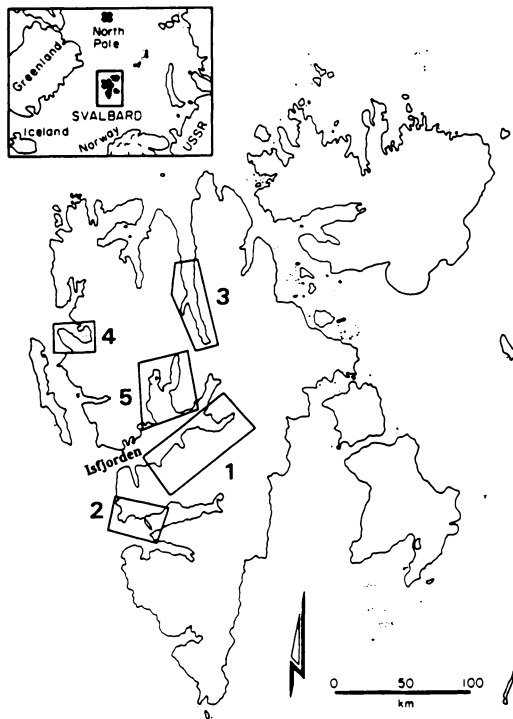 North
Pole
Greenland
SVALBARD
Iceland
Norway
USSR
3
4
5
Isfjorden
1
2
0 50 100
km